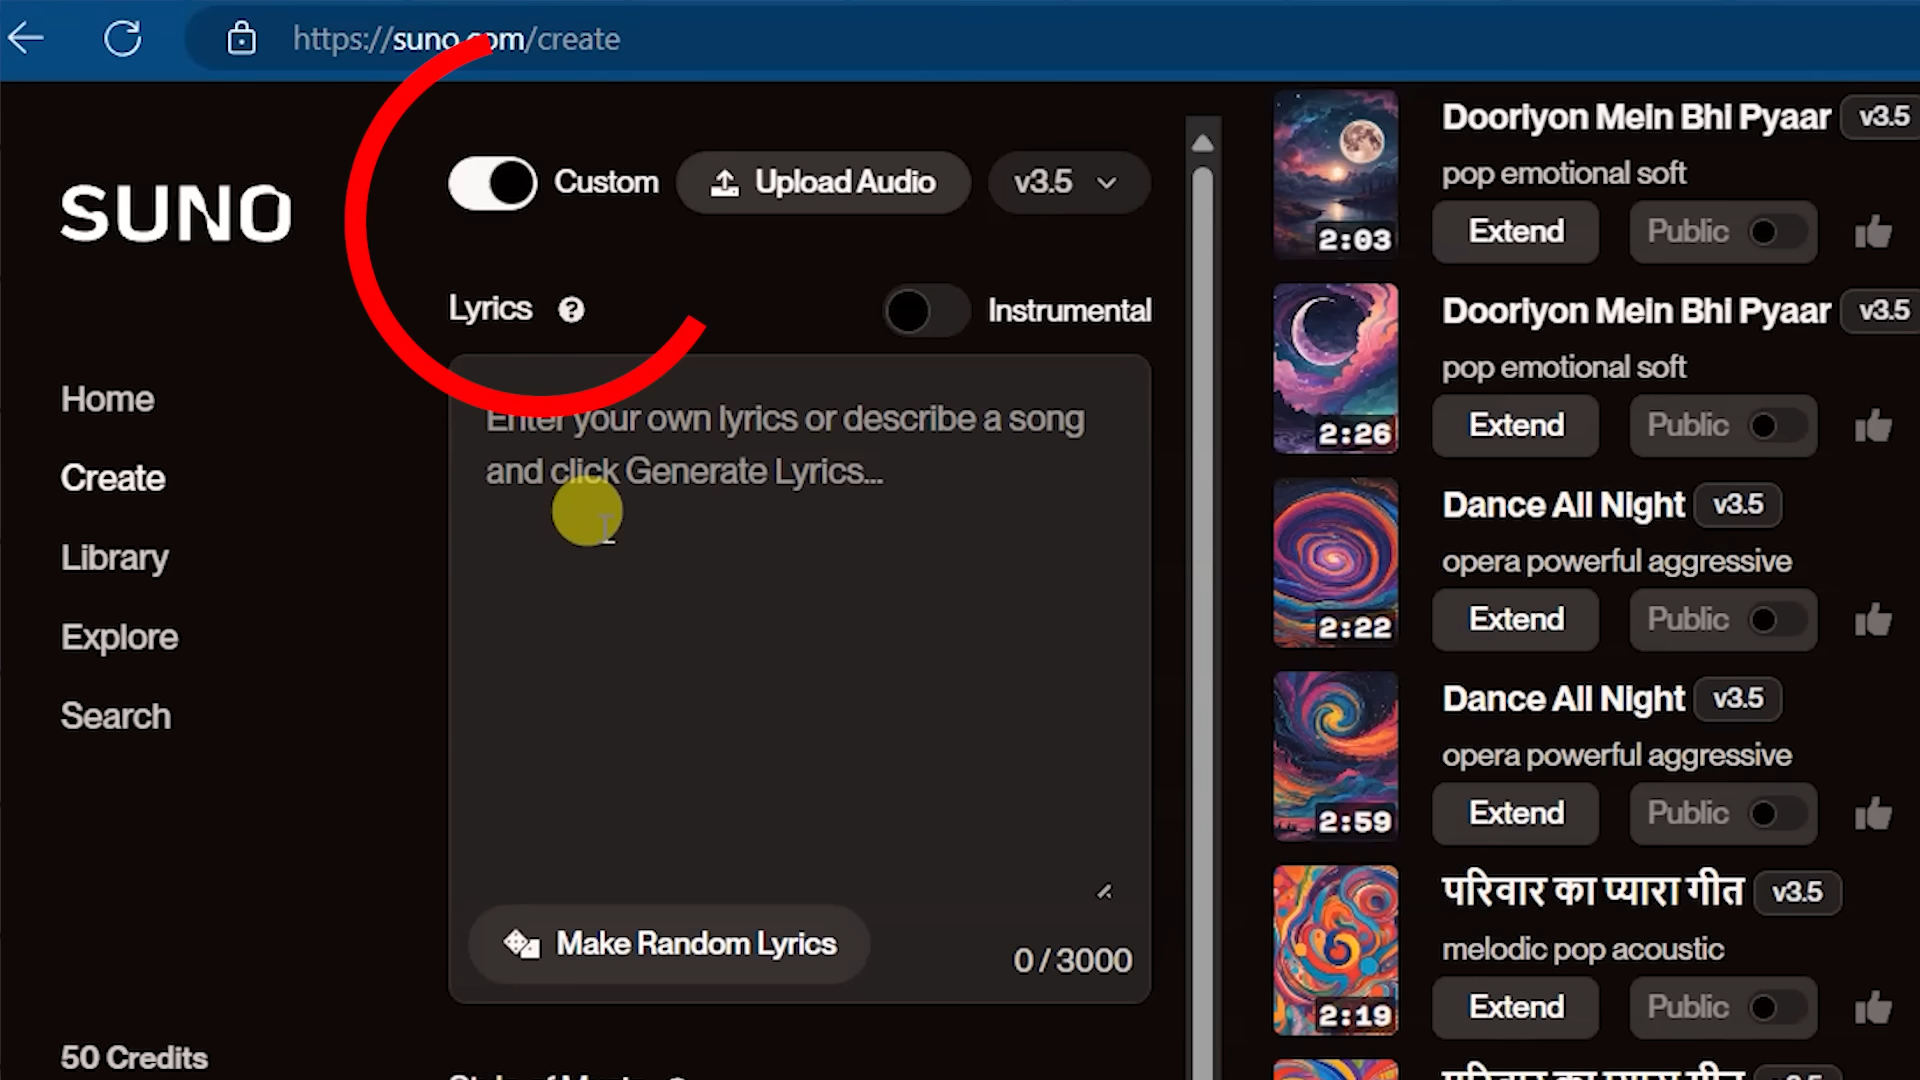 https://suno.com/create
SUNO
Home
Create
Library
Explore
Search
50 Credits
Custom
Upload Audio
v3.5
Lyrics
?
Instrumental
Enter your own lyrics or describe a song
and click Generate Lyrics...
Make Random Lyrics
0 / 3000
Dooriyon Mein Bhi Pyaar v3.5
pop emotional soft
2:03
Extend
Public
Dooriyon Mein Bhi Pyaar v3.5
pop emotional soft
2:26
Extend
Public
Dance All Night v3.5
opera powerful aggressive
2:22
Extend
Public
Dance All Night v3.5
opera powerful aggressive
2:59
Extend
Public
परिवार का प्यारा गीत v3.5
melodic pop acoustic
2:19
Extend
Public